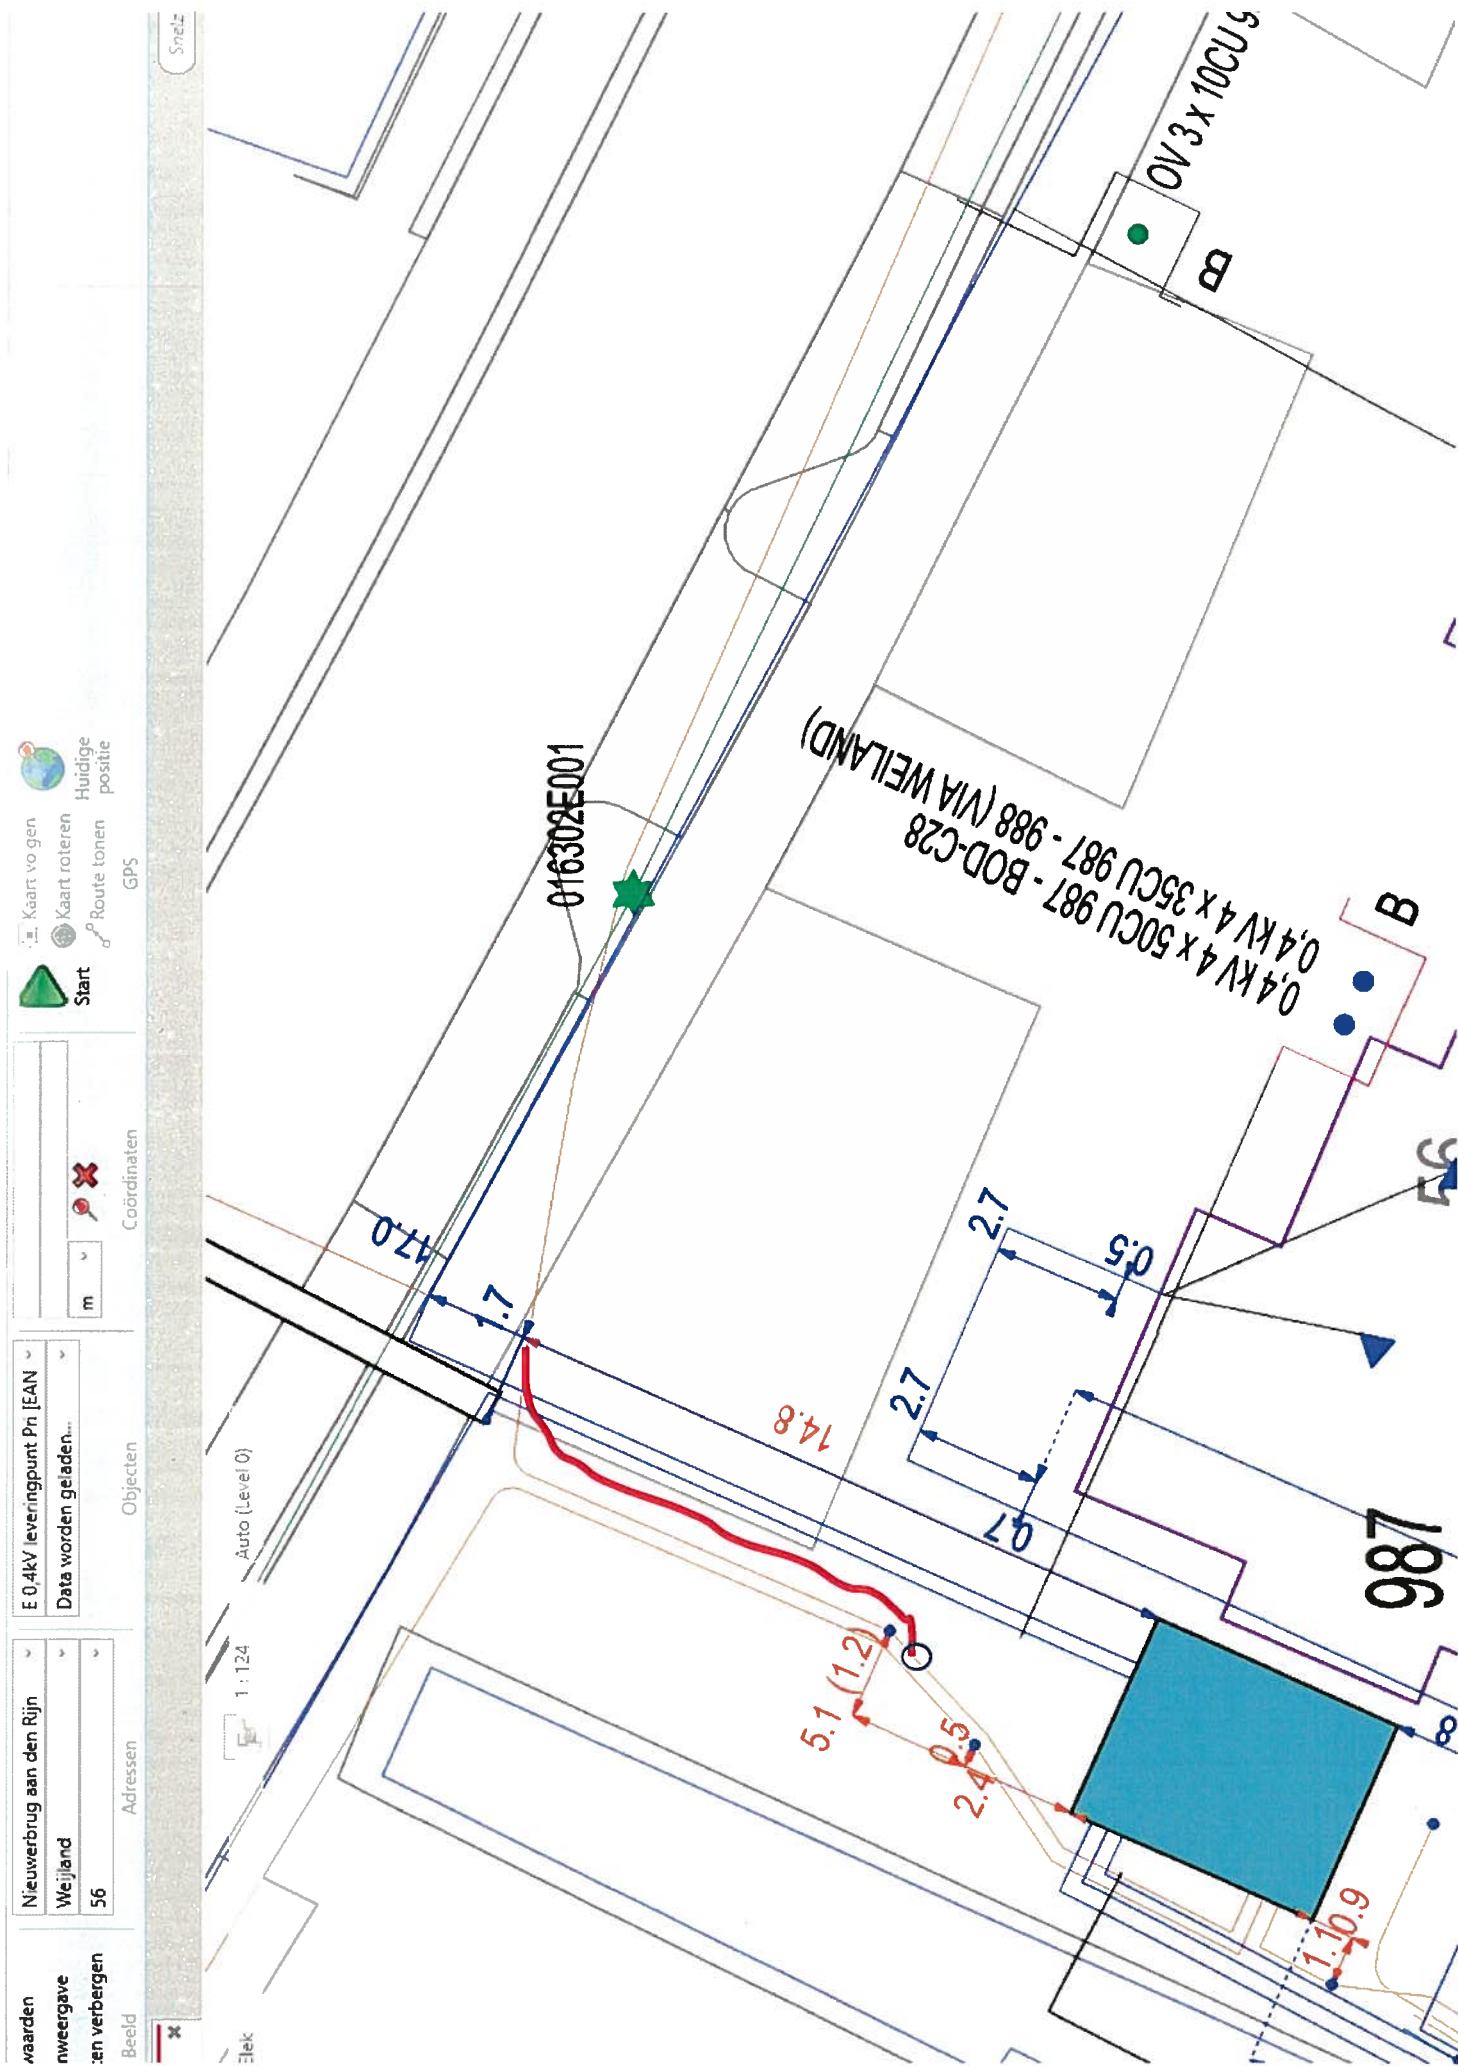 waarden
nweergave
en verbergen
Beeld
Nieuwerbrug aan den Rijn
Weijland
56
Adressen
E 0,4kV leveringpunt Pri [EAN
Data worden geladen...
Objecten
m
Coördinaten
Start
Kaart vo gen
Kaart roteren
Route tonen
Huidige
positie
GPS
Snelz
Elek
1 : 124
Auto (Level 0)
016302E001
17.0
1.7
14.8
OV 3 x 10CU
B
0,4 kV 4 x 50CU 987 - BOD-C28
0,4 kV 4 x 35CU 987 - 988 (VIA WEILAND)
B
2.7
2.7
0.5
0.7
56
987
5.1 (1.2)
0.5
2.4
1.1
0.9
8